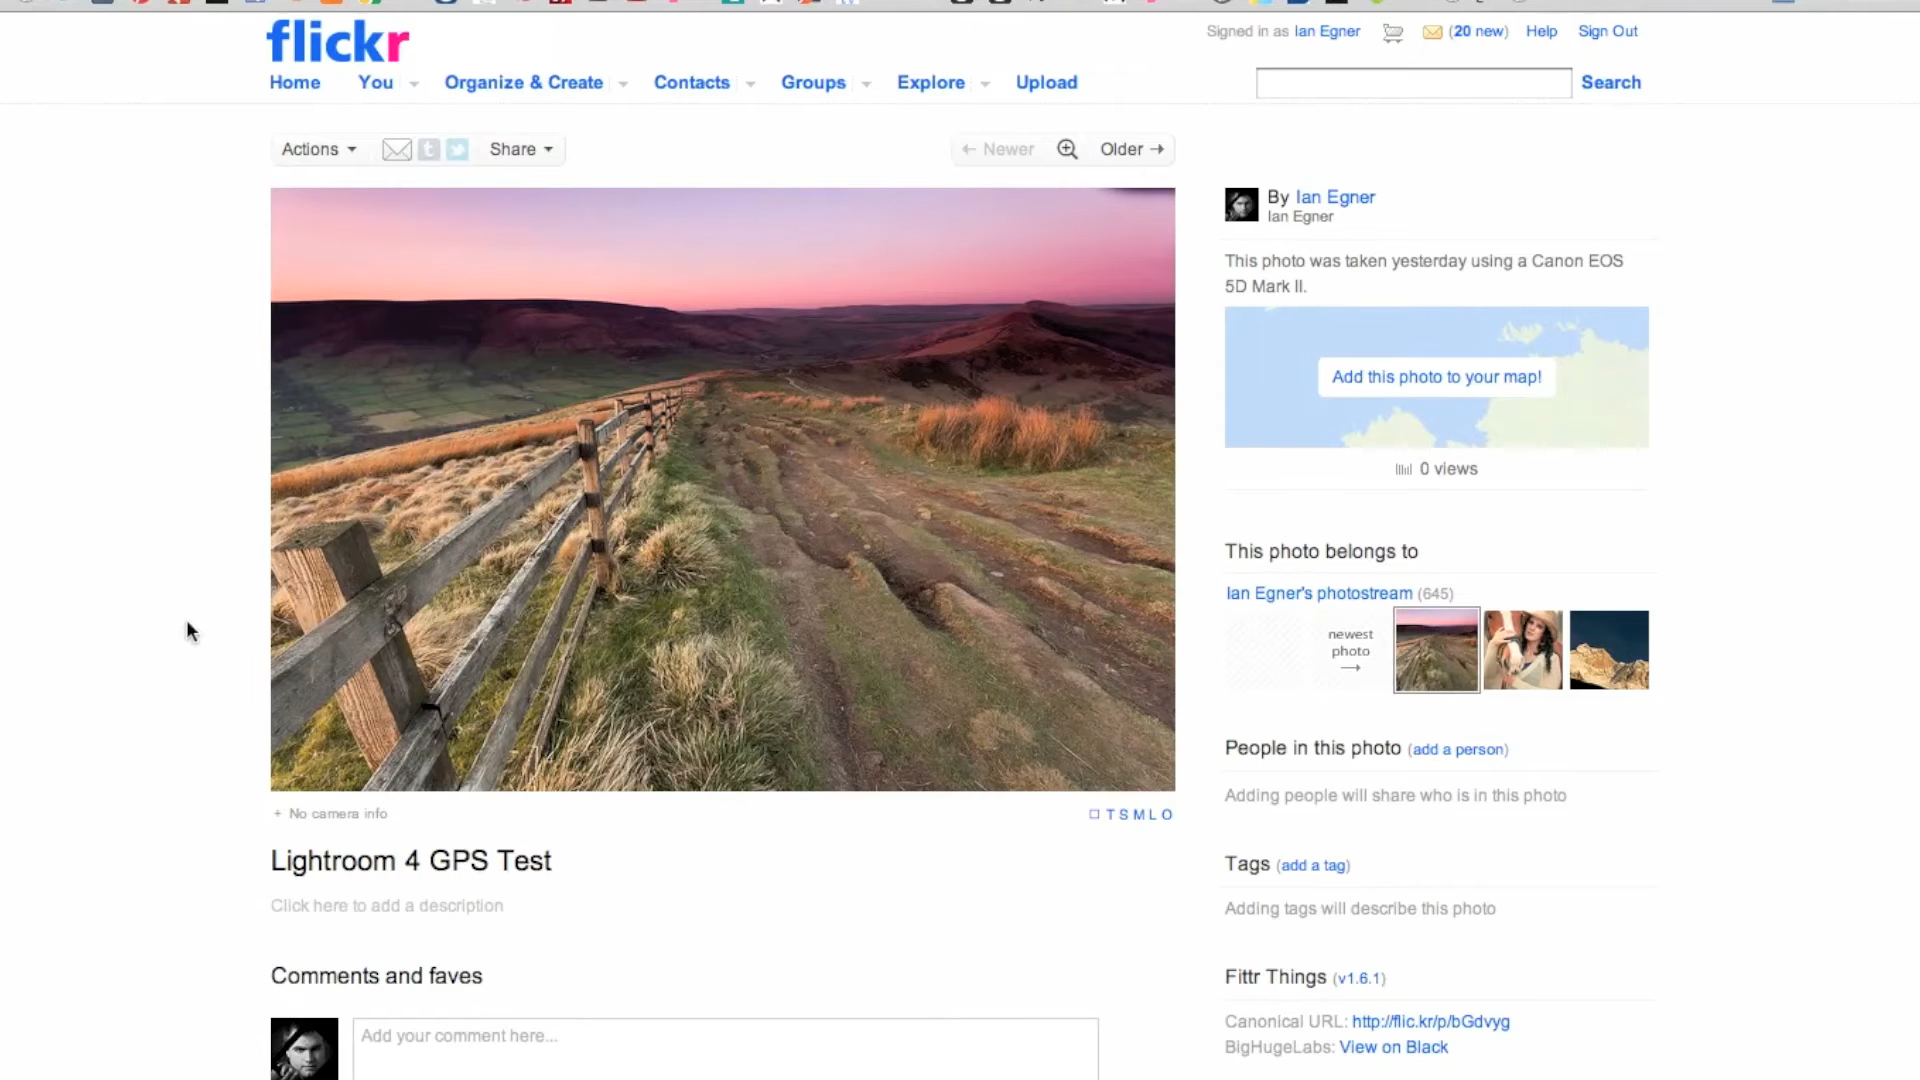 flickr
Signed in as Ian Egner (20 new) Help Sign Out
Home You Organize & Create Contacts Groups Explore Upload Search
Actions Share ← Newer Older →
By Ian Egner
Ian Egner
This photo was taken yesterday using a Canon EOS
5D Mark II.
Add this photo to your map!
0 views
This photo belongs to
Ian Egner's photostream (645)
newest
photo
→
People in this photo (add a person)
Adding people will share who is in this photo
+ No camera info
T S M L O
Lightroom 4 GPS Test
Click here to add a description
Tags (add a tag)
Adding tags will describe this photo
Comments and faves
Add your comment here...
Fittr Things (v1.6.1)
Canonical URL: http://flic.kr/p/bGdvyg
BigHugeLabs: View on Black